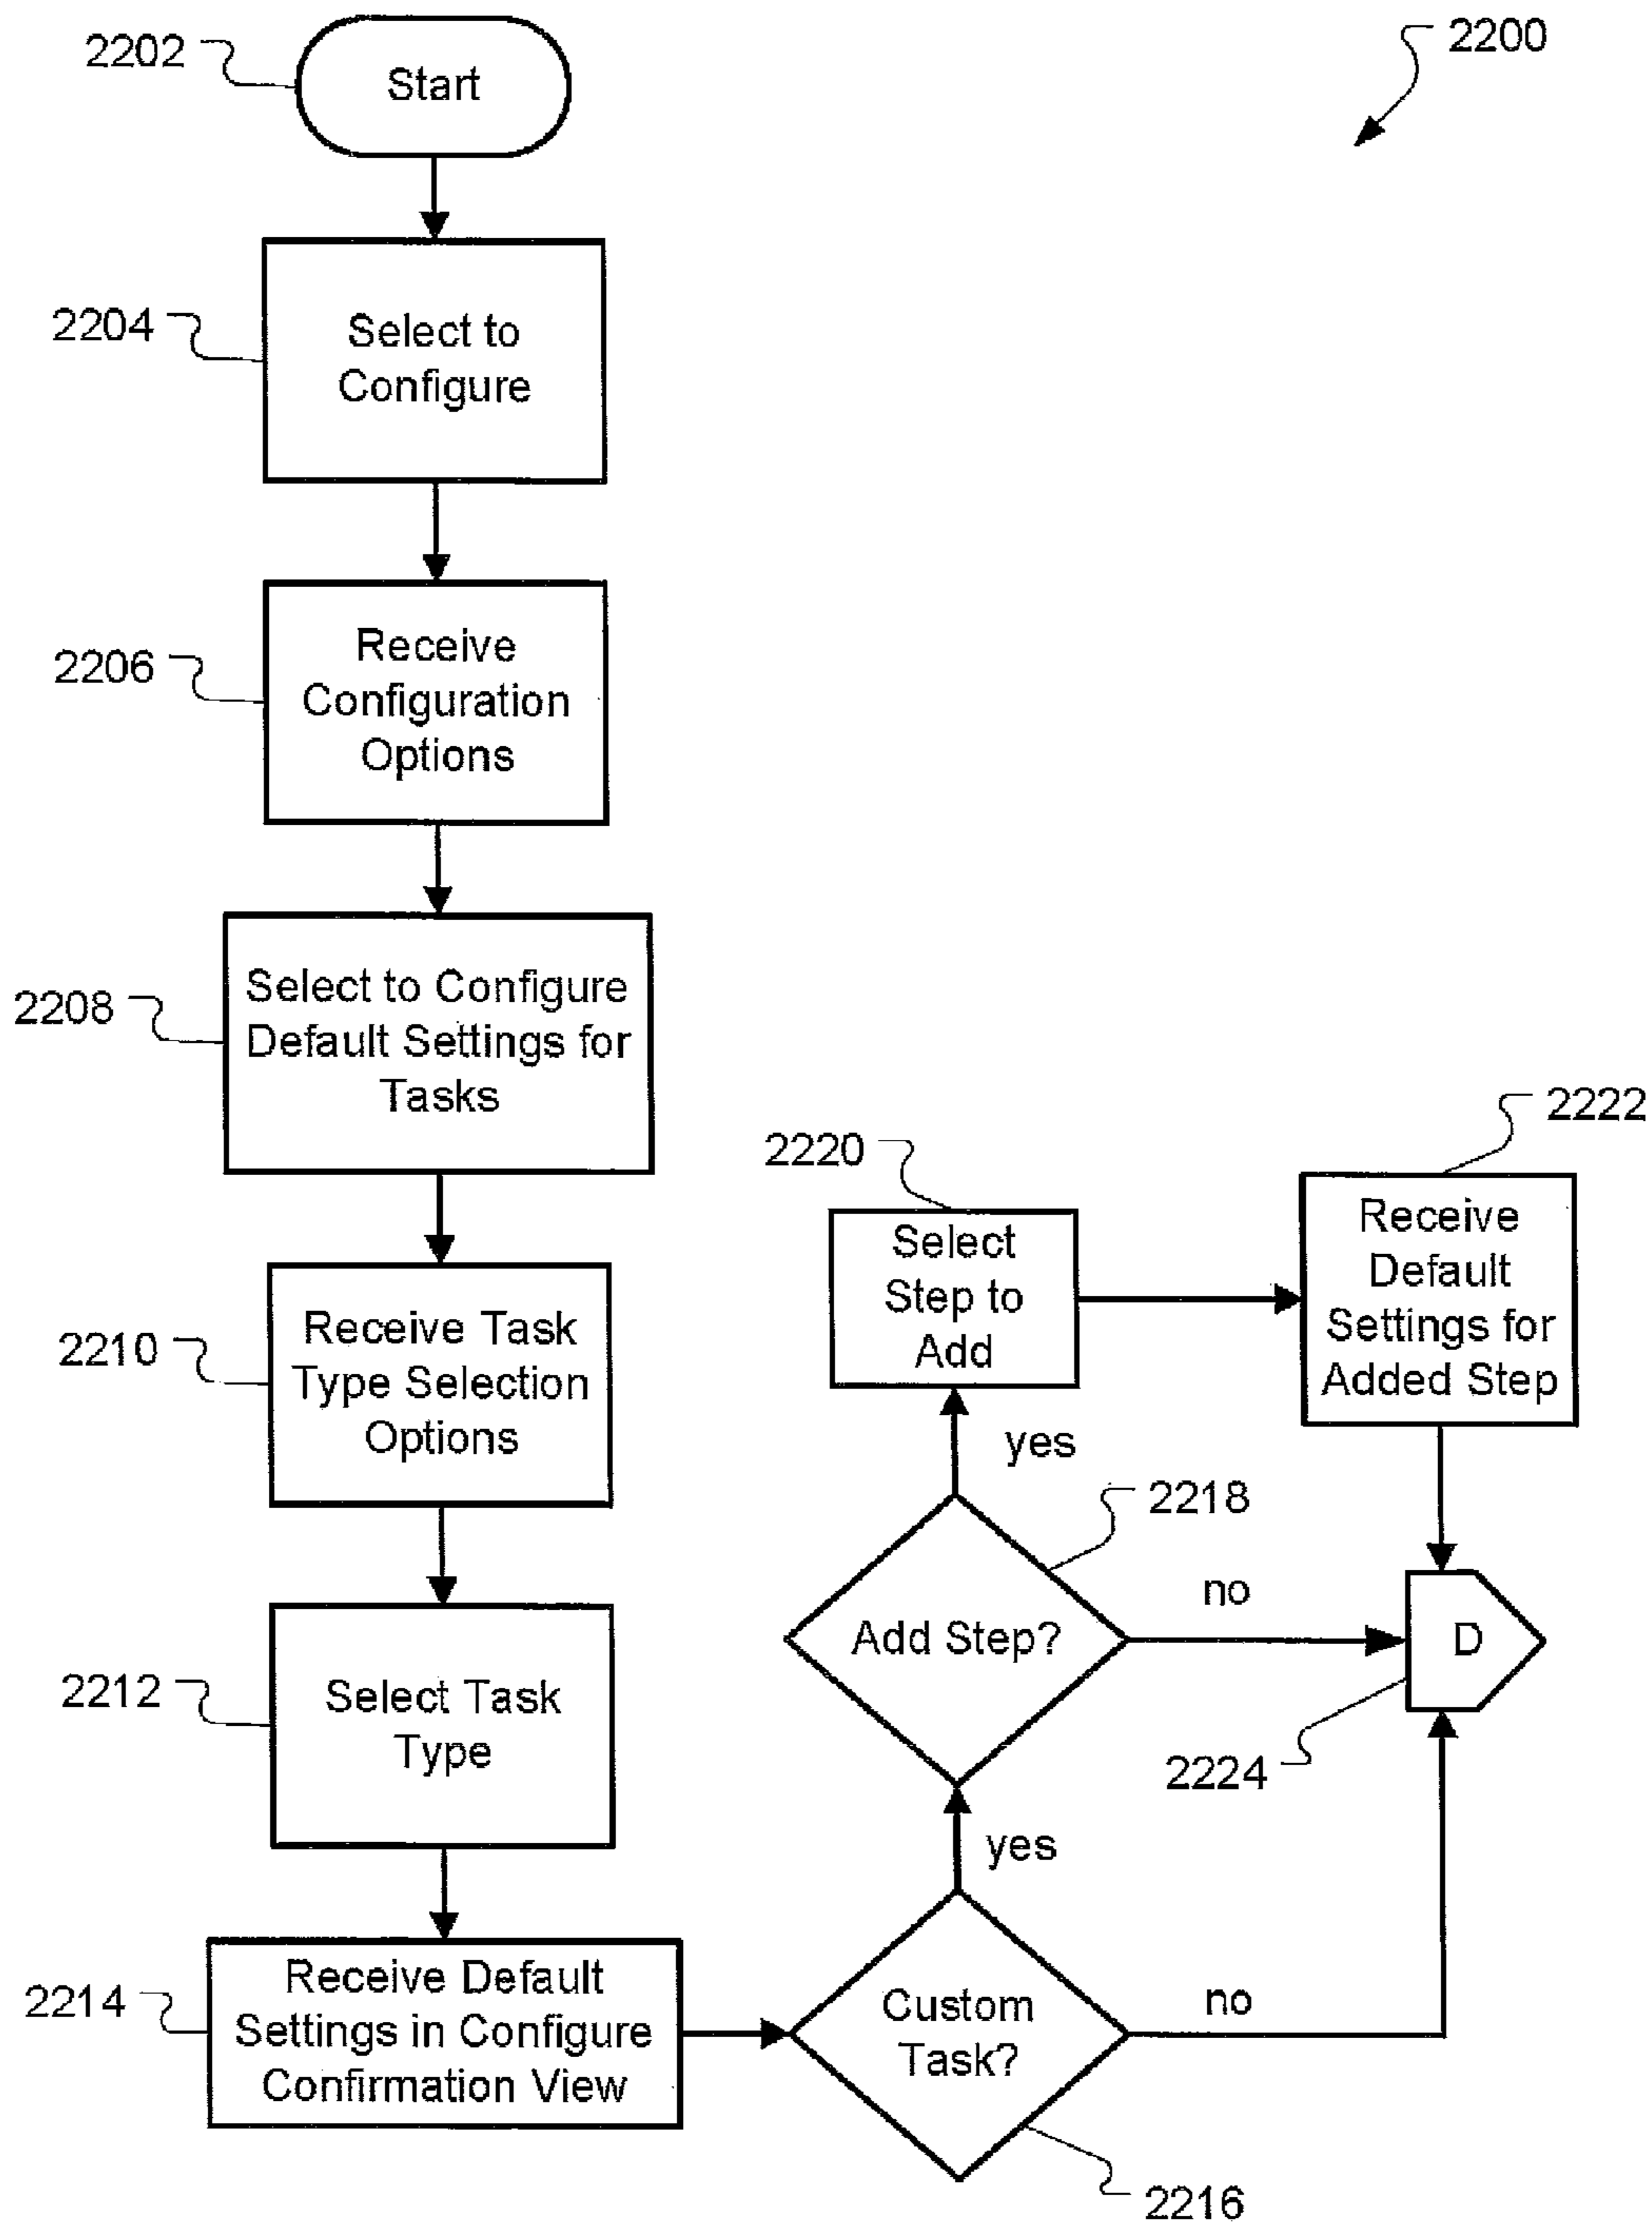 2202
Start
2200
2204
Select to
Configure
2206
Receive
Configuration
Options
2208
Select to Configure
Default Settings for
Tasks
2210
Receive Task
Type Selection
Options
2212
Select Task
Type
2214
Receive Default
Settings in Configure
Confirmation View
2220
Select
Step to
Add
2222
Receive
Default
Settings for
Added Step
yes
2218
Add Step?
no
D
2224
yes
Custom
Task?
no
2216